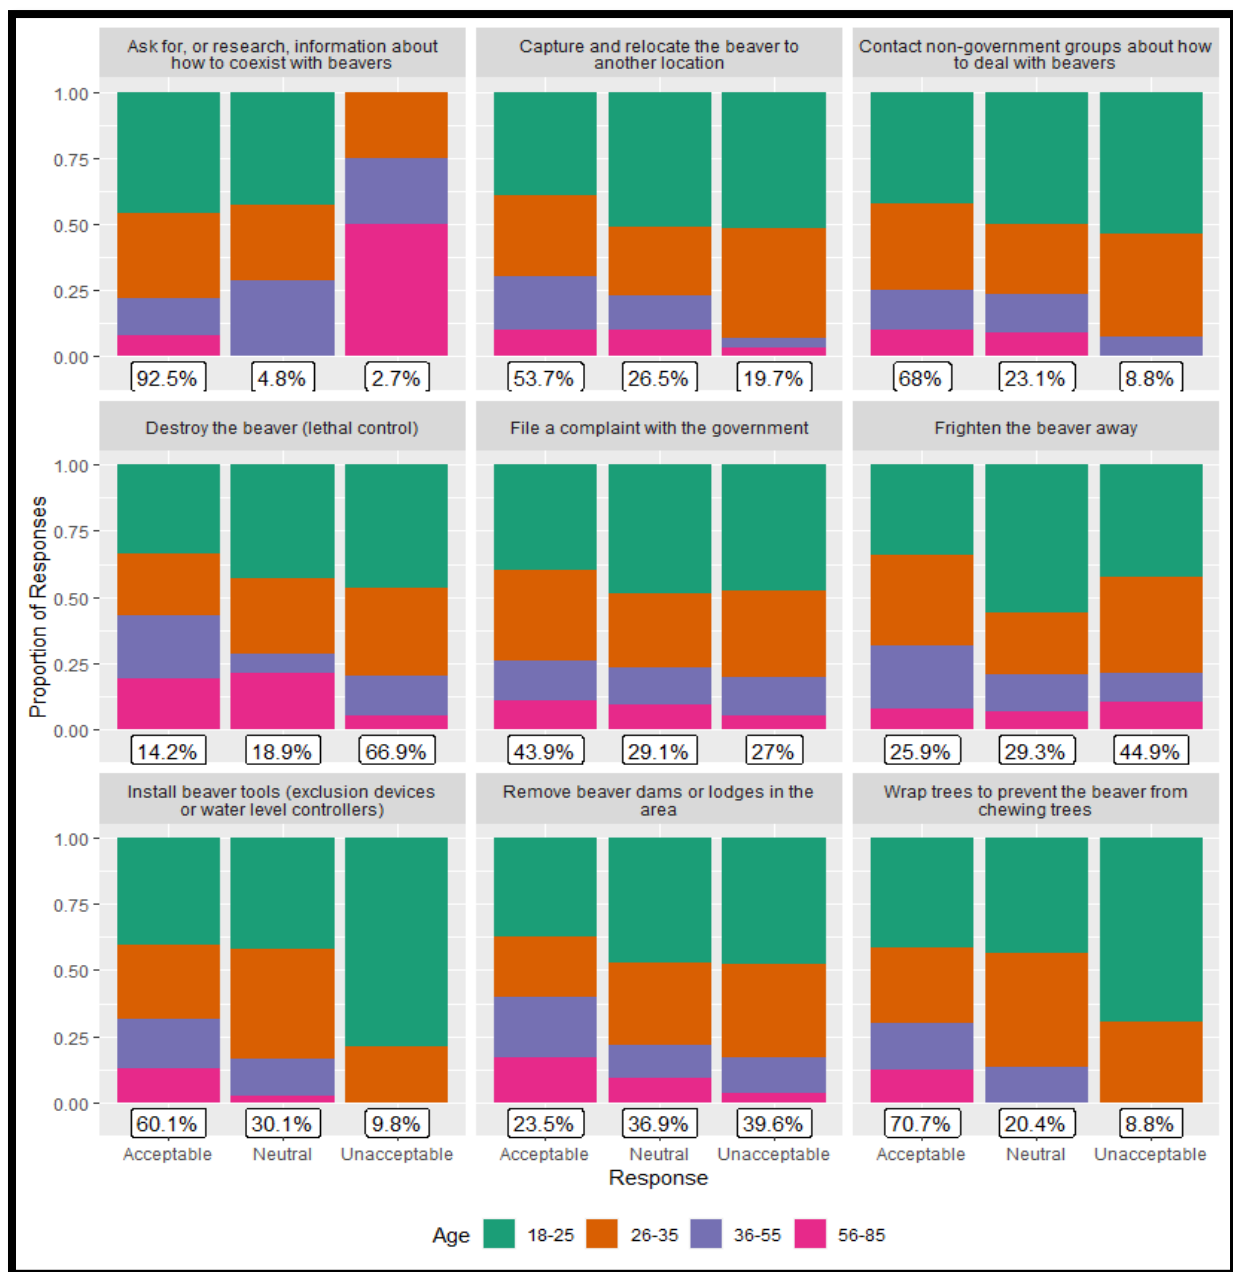 Ask for, or research, information about
how to coexist with beavers
Capture and relocate the beaver to
another location
Contact non-government groups about how
to deal with beavers
1.00
0.75
0.50
0.25
0.00
92.5% 4.8% 2.7%
53.7% 26.5% 19.7%
68% 23.1% 8.8%
Destroy the beaver (lethal control)
File a complaint with the government
Frighten the beaver away
Proportion of Responses
1.00
0.75
0.50
0.25
0.00
14.2% 18.9% 66.9%
43.9% 29.1% 27%
25.9% 29.3% 44.9%
Install beaver tools (exclusion devices
or water level controllers)
Remove beaver dams or lodges in the
area
Wrap trees to prevent the beaver from
chewing trees
1.00
0.75
0.50
0.25
0.00
60.1% 30.1% 9.8%
23.5% 36.9% 39.6%
70.7% 20.4% 8.8%
Acceptable Neutral Unacceptable
Acceptable Neutral Unacceptable
Acceptable Neutral Unacceptable
Response
Age 18-25 26-35 36-55 56-85